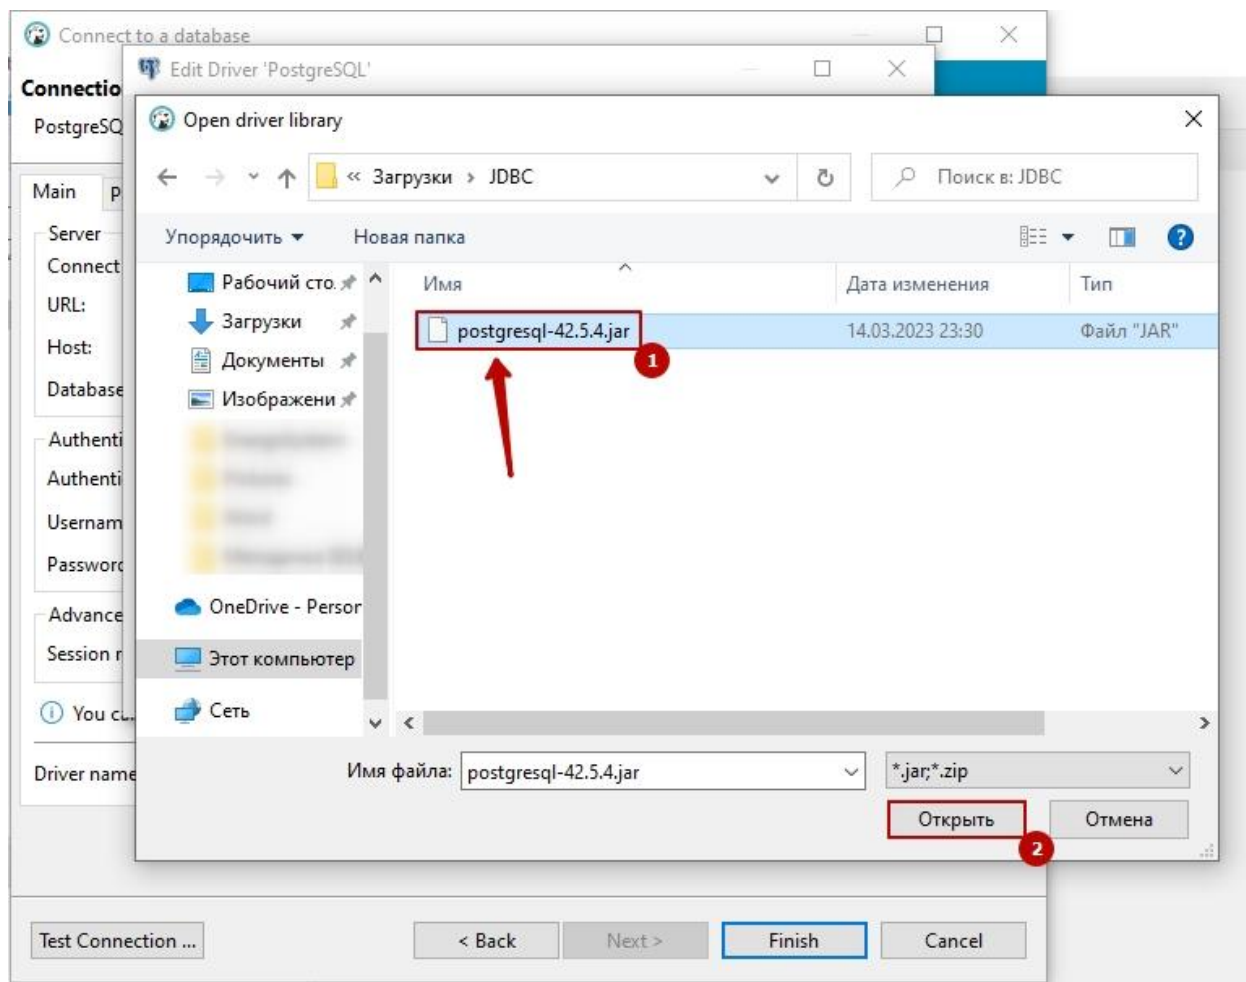 Connect to a database
Edit Driver 'PostgreSQL'
Connectio
PostgreSQ
Open driver library
« Загрузки › JDBC
Поиск в: JDBC
Main
P
Упорядочить
Новая папка
?
Server
Connect
URL:
Host:
Database
Authenti
Authenti
Usernam
Password
Advance
Session r
You c
Driver name
Рабочий сто
Загрузки
Документы
Изображени
OneDrive - Person
Этот компьютер
Сеть
Имя
Дата изменения
Тип
postgresql-42.5.4.jar
14.03.2023 23:30
Файл "JAR"
1
Имя файла:
postgresql-42.5.4.jar
*.jar;*.zip
Открыть
Отмена
2
Test Connection ...
< Back
Next >
Finish
Cancel